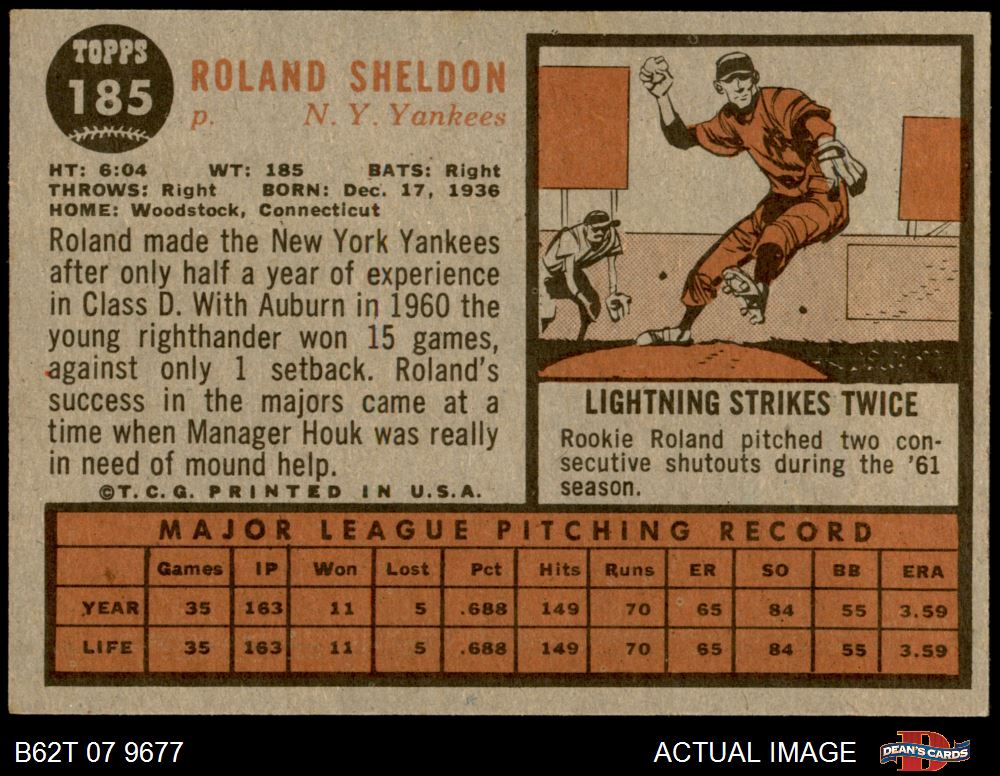 TOPPS
185
ROLAND SHELDON
p. N. Y. Yankees
HT: 6:04 WT: 185 BATS: Right
THROWS: Right BORN: Dec. 17, 1936
HOME: Woodstock, Connecticut
Roland made the New York Yankees
after only half a year of experience
in Class D. With Auburn in 1960 the
young righthander won 15 games,
against only 1 setback. Roland's
success in the majors came at a
time when Manager Houk was really
in need of mound help.
©T.C.G. PRINTED IN U.S.A.
LIGHTNING STRIKES TWICE
Rookie Roland pitched two con-
secutive shutouts during the '61
season.
MAJOR LEAGUE PITCHING RECORD
Games IP Won Lost Pct Hits Runs ER SO BB ERA
YEAR 35 163 11 5 .688 149 70 65 84 55 3.59
LIFE 35 163 11 5 .688 149 70 65 84 55 3.59
B62T 07 9677 ACTUAL IMAGE DEAN'S CARDS